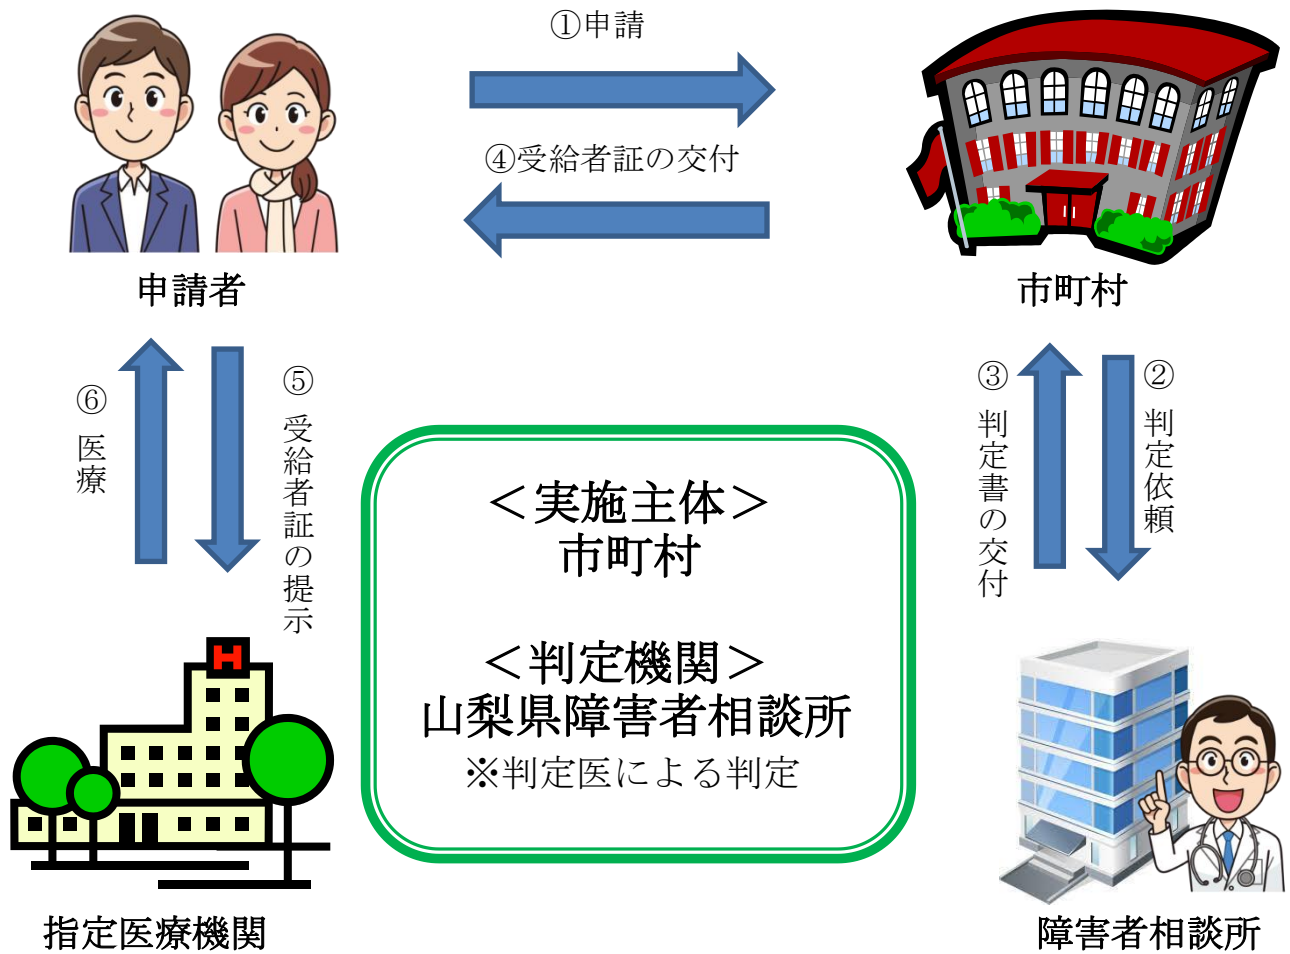 ①申請
④受給者証の交付
申請者
市町村
⑥医療
⑤受給者証の提示
③判定書の交付
②判定依頼
＜実施主体＞
市町村
＜判定機関＞
山梨県障害者相談所
※判定医による判定
H
指定医療機関
障害者相談所